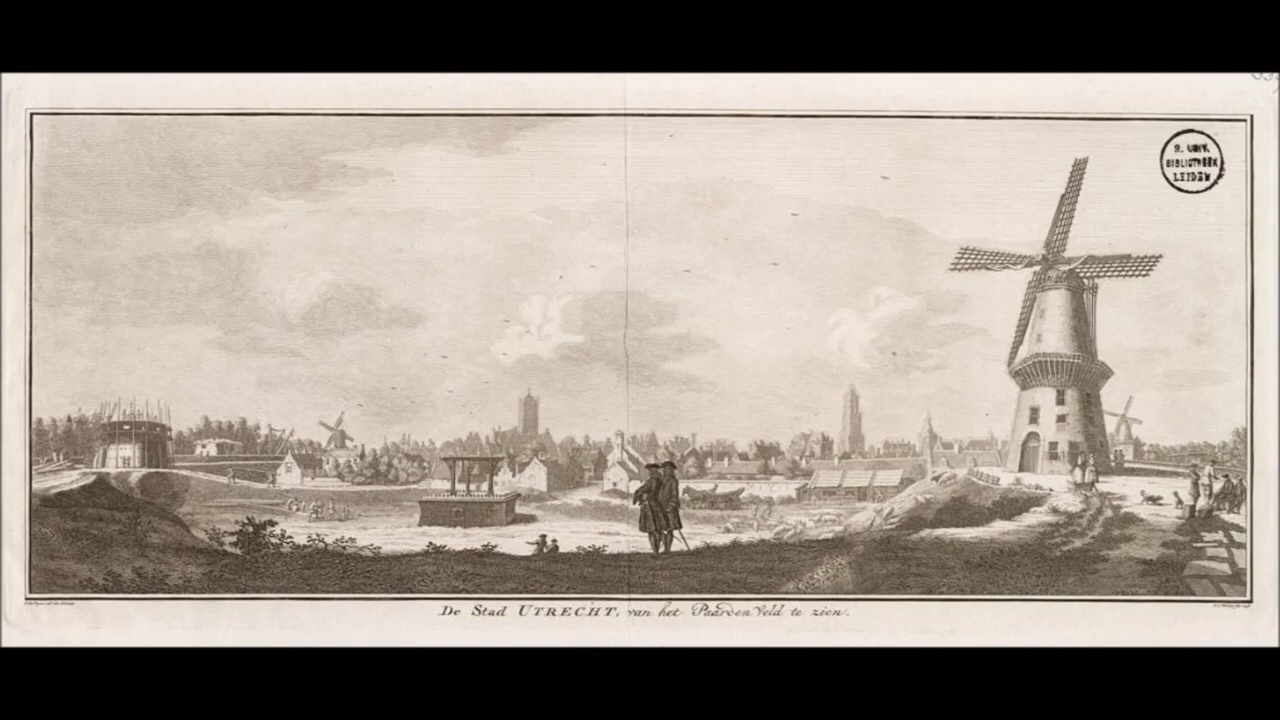 R. UNIV.
BIBLIOTHEEK
LEIDEN
De Stad UTRECHT, van het Paarden Veld te zien.